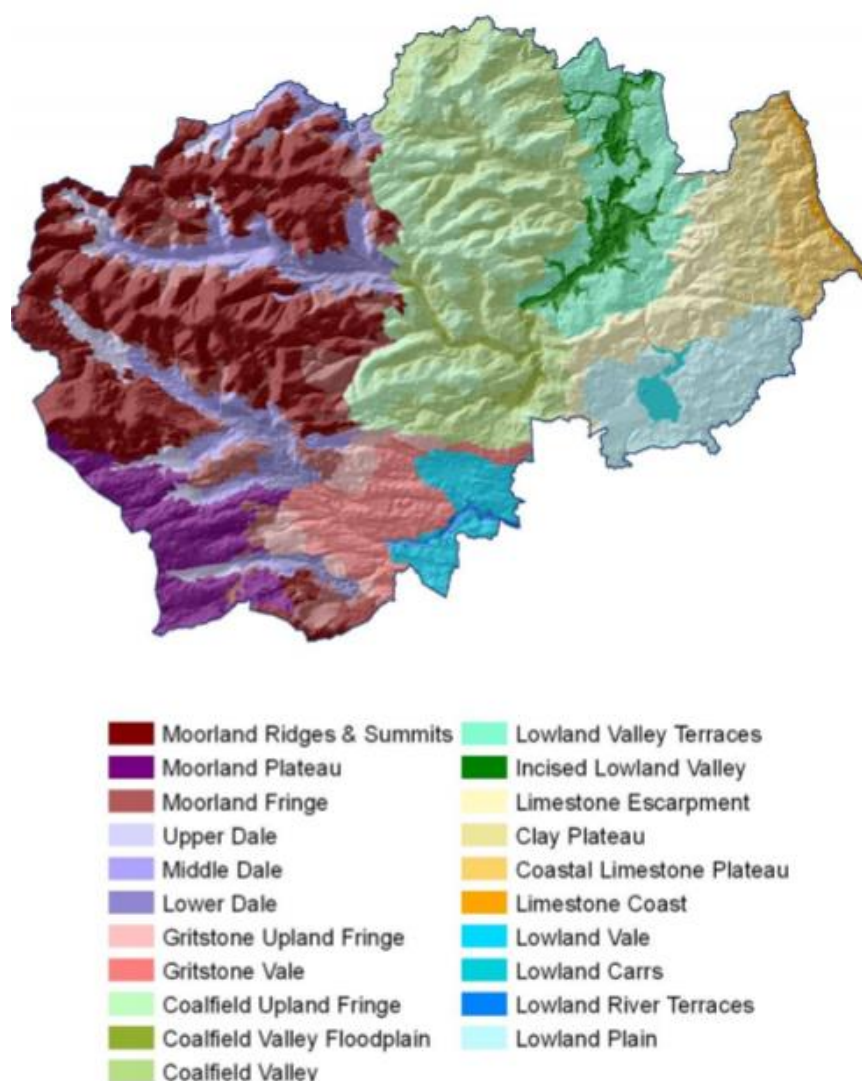 Moorland Ridges & Summits
Moorland Plateau
Moorland Fringe
Upper Dale
Middle Dale
Lower Dale
Gritstone Upland Fringe
Gritstone Vale
Coalfield Upland Fringe
Coalfield Valley Floodplain
Coalfield Valley
Lowland Valley Terraces
Incised Lowland Valley
Limestone Escarpment
Clay Plateau
Coastal Limestone Plateau
Limestone Coast
Lowland Vale
Lowland Carrs
Lowland River Terraces
Lowland Plain